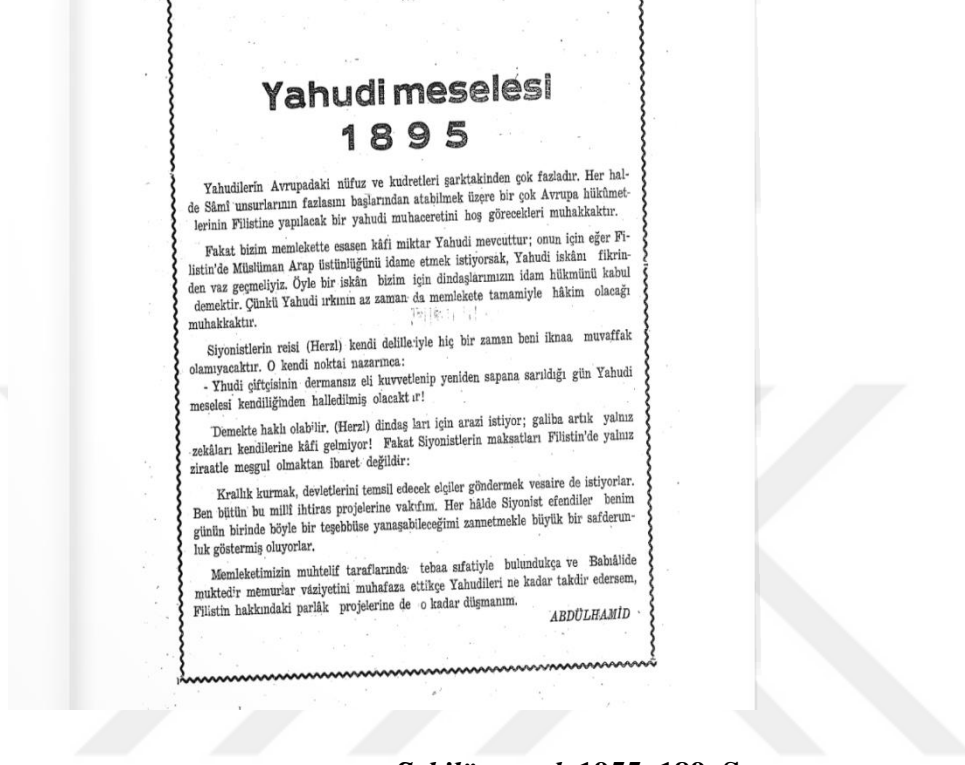 Yahudi meselesi
1895
Yahudilerin Avrupadaki nüfuz ve kudretleri şarktakinden çok fazladır. Her hal-
de Sâmî unsurlarının fazlasını başlarından atabilmek üzere bir çok Avrupa hükûmet-
lerinin Filistine yapılacak bir yahudi muhaceretini hoş görecekleri muhakkaktır.
Fakat bizim memlekette esasen kâfi miktar Yahudi mevcuttur; onun için eğer Fi-
listin'de Müslüman Arap üstünlüğünü idame etmek istiyorsak, Yahudi iskânı fikrin-
den vaz geçmeliyiz. Öyle bir iskân bizim için dindaşlarımızın idam hükmünü kabul
demektir. Çünkü Yahudi ırkının az zaman da memlekete tamamiyle hâkim olacağı
muhakkaktır.
Siyonistlerin reisi (Herzl) kendi delilleriyle hiç bir zaman beni iknaa muvaffak
olamıyacaktır. O kendi noktai nazarınca:
- Yhudi çiftçisinin dermansız eli kuvvetlenip yeniden sapana sarıldığı gün Yahudi
meselesi kendiliğinden halledilmiş olacakt ır!
Demekte haklı olabilir. (Herzl) dindaş ları için arazi istiyor; galiba artık yalnız
zekâları kendilerine kâfi gelmiyor! Fakat Siyonistlerin maksatları Filistin'de yalnız
ziraatle meşgul olmaktan ibaret değildir:
Krallık kurmak, devletlerini temsil edecek elçiler göndermek vesaire de istiyorlar.
Ben bütün bu millî ihtiras projelerine vakıfım. Her hâlde Siyonist efendiler benim
günün birinde böyle bir teşebbüse yanaşabileceğimi zannetmekle büyük bir safderun-
luk göstermiş oluyorlar.
Memleketimizin muhtelif taraflarında tebaa sıfatiyle bulundukça ve Babıâlide
muktedir memurlar vâziyetini muhafaza ettikçe Yahudileri ne kadar takdir edersem,
Filistin hakkındaki parlâk projelerine de o kadar düşmanım.
ABDÜLHAMİD